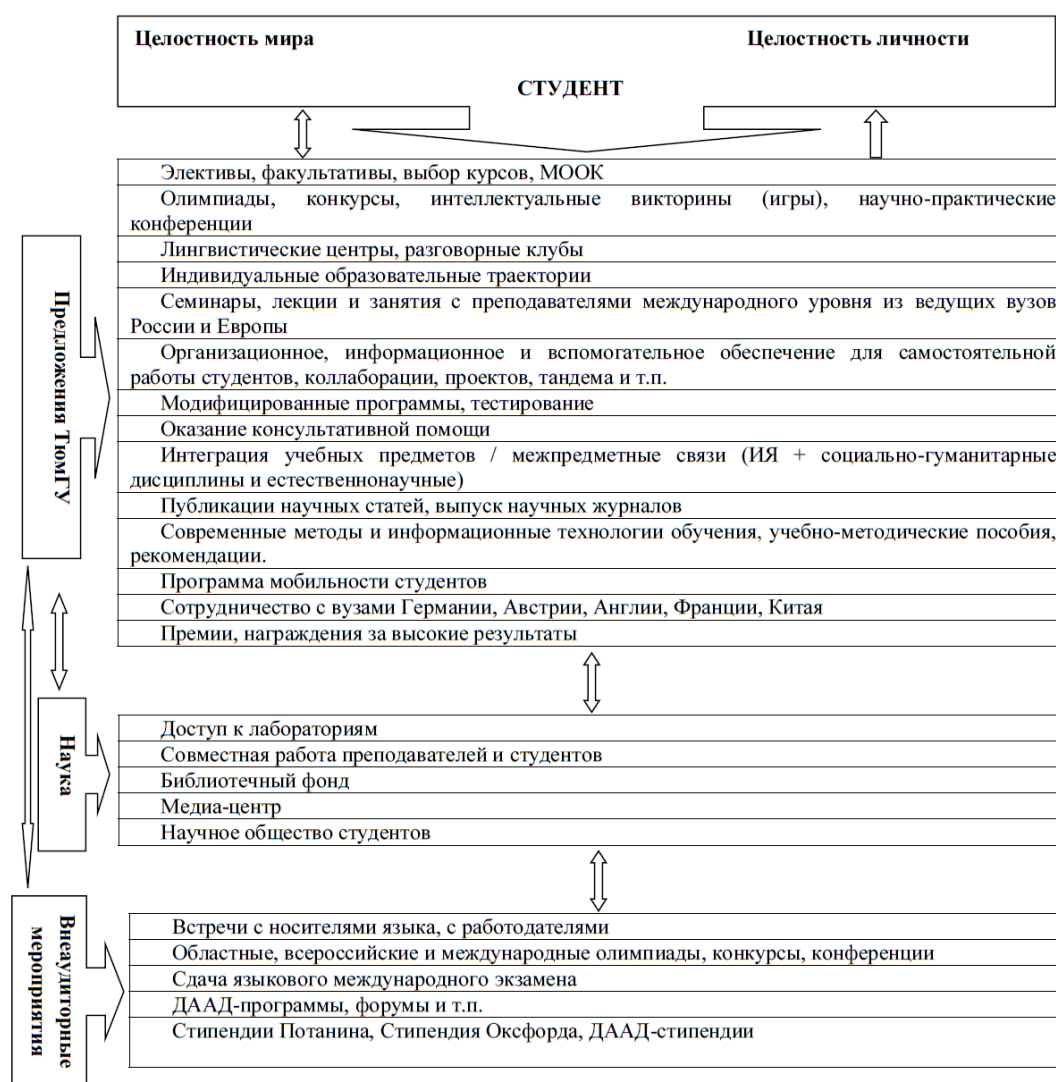 Целостность мира Целостность личности
СТУДЕНТ
Элективы, факультативы, выбор курсов, МООК
Олимпиады, конкурсы, интеллектуальные викторины (игры), научно-практические
конференции
Лингвистические центры, разговорные клубы
Индивидуальные образовательные траектории
Семинары, лекции и занятия с преподавателями международного уровня из ведущих вузов
России и Европы
Организационное, информационное и вспомогательное обеспечение для самостоятельной
работы студентов, коллаборации, проектов, тандема и т.п.
Модифицированные программы, тестирование
Оказание консультативной помощи
Интеграция учебных предметов / межпредметные связи (ИЯ + социально-гуманитарные
дисциплины и естественнонаучные)
Публикации научных статей, выпуск научных журналов
Современные методы и информационные технологии обучения, учебно-методические пособия,
рекомендации.
Программа мобильности студентов
Сотрудничество с вузами Германии, Австрии, Англии, Франции, Китая
Премии, награждения за высокие результаты
Предложения ТюмГУ
Доступ к лабораториям
Совместная работа преподавателей и студентов
Библиотечный фонд
Медиа-центр
Научное общество студентов
Наука
Встречи с носителями языка, с работодателями
Областные, всероссийские и международные олимпиады, конкурсы, конференции
Сдача языкового международного экзамена
ДААД-программы, форумы и т.п.
Стипендии Потанина, Стипендия Оксфорда, ДААД-стипендии
Внеаудиторные
мероприятия